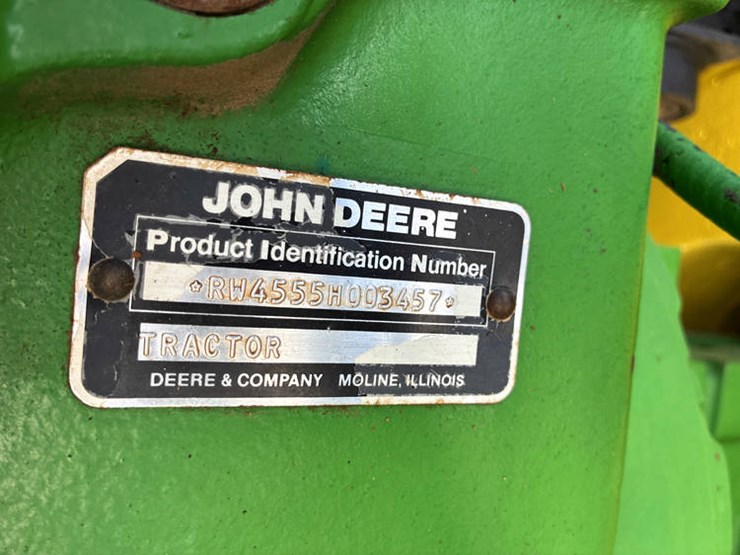 JOHN DEERE
Product Identification Number
*RW4555H003457*
TRACTOR
DEERE & COMPANY MOLINE, ILLINOIS